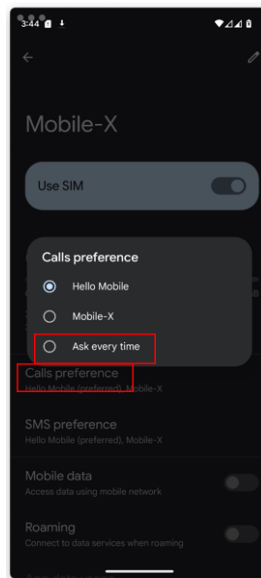 3:44
Mobile-X
Use SIM
Calls preference
Hello Mobile
Mobile-X
Ask every time
Calls preference
Hello Mobile (preferred), Mobile-X
SMS preference
Hello Mobile (preferred), Mobile-X
Mobile data
Access data using mobile network
Roaming
Connect to data services when roaming